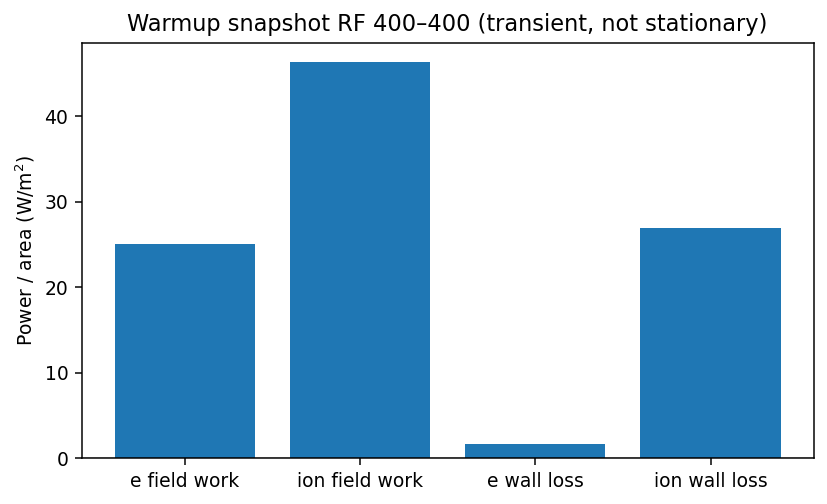 Warmup snapshot RF 400–400 (transient, not stationary)
Power / area (W/m²)
40
30
20
10
0
e field work
ion field work
e wall loss
ion wall loss